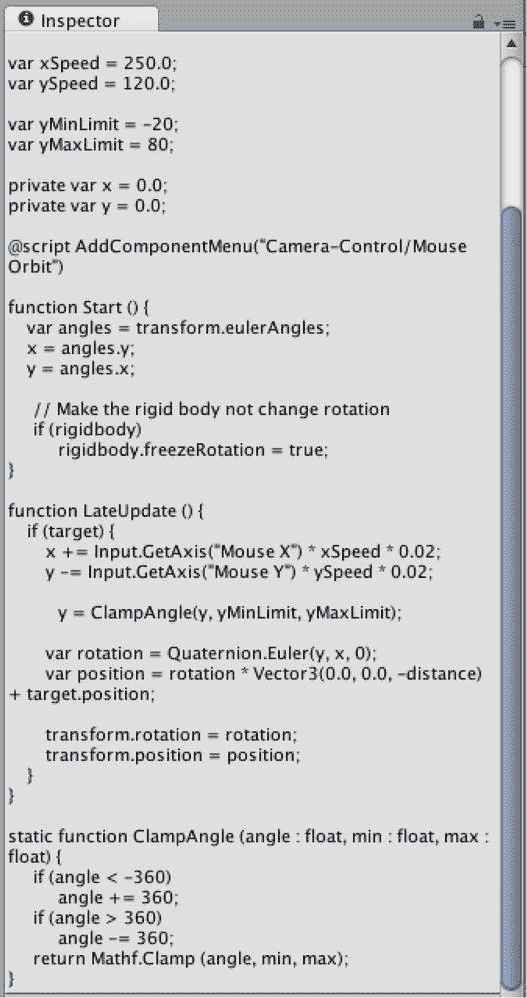 Inspector
var xSpeed = 250.0;
var ySpeed = 120.0;
var yMinLimit = -20;
var yMaxLimit = 80;
private var x = 0.0;
private var y = 0.0;
@script AddComponentMenu("Camera-Control/Mouse
Orbit")
function Start () {
var angles = transform.eulerAngles;
x = angles.y;
y = angles.x;
// Make the rigid body not change rotation
if (rigidbody)
rigidbody.freezeRotation = true;
}
function LateUpdate () {
if (target) {
x += Input.GetAxis("Mouse X") * xSpeed * 0.02;
y -= Input.GetAxis("Mouse Y") * ySpeed * 0.02;
y = ClampAngle(y, yMinLimit, yMaxLimit);
var rotation = Quaternion.Euler(y, x, 0);
var position = rotation * Vector3(0.0, 0.0, -distance)
+ target.position;
transform.rotation = rotation;
transform.position = position;
}
}
static function ClampAngle (angle : float, min : float, max :
float) {
if (angle < -360)
angle += 360;
if (angle > 360)
angle -= 360;
return Mathf.Clamp (angle, min, max);
}